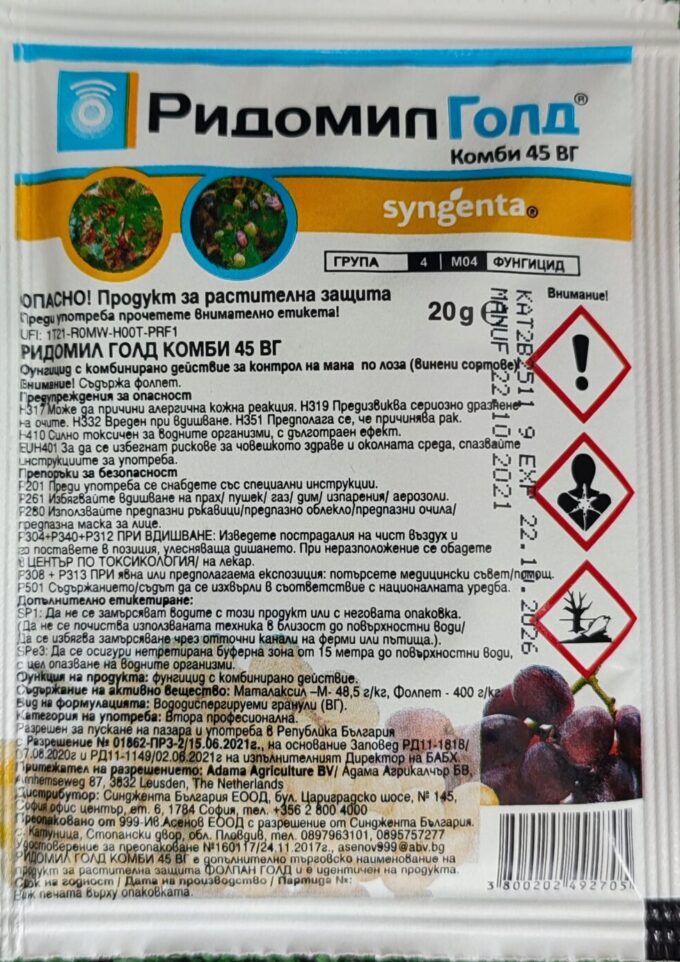 Ридомил Голд®
Комби 45 ВГ
syngenta®
ГРУПА 4 M04 ФУНГИЦИД
ОПАСНО! Продукт за растителна защита
Преди употреба прочетете внимателно етикета!
20g
Внимание!
UFI: 1T21-R0MW-H00T-PRF1
РИДОМИЛ ГОЛД КОМБИ 45 ВГ
Фунгицид с комбинирано действие за контрол на мана по лоза (винени сортове)
Внимание! Съдържа фолпет.
Предупреждения за опасност
H317 Може да причини алергична кожна реакция. H319 Предизвиква сериозно дразнене
на очите. H332 Вреден при вдишване. H351 Предполага се, че причинява рак.
H410 Силно токсичен за водните организми, с дълготраен ефект.
EUH401 За да се избегнат рискове за човешкото здраве и околната среда, спазвайте
инструкциите за употреба.
Препоръки за безопасност
P201 Преди употреба се снабдете със специални инструкции.
P261 Избягвайте вдишване на прах/ пушек/ газ/ дим/ изпарения/ аерозоли.
P280 Използвайте предпазни ръкавици/предпазно облекло/предпазни очила/
предпазна маска за лице.
P304+P340+P312 ПРИ ВДИШВАНЕ: Изведете пострадалия на чист въздух и
го поставете в позиция, улесняваща дишането. При неразположение се обадете
в ЦЕНТЪР ПО ТОКСИКОЛОГИЯ/ на лекар.
P308 + P313 ПРИ явна или предполагаема експозиция: потърсете медицински съвет/помощ.
P501 Съдържанието/съдът да се изхвърли в съответствие с националната уредба.
Допълнително етикетиране:
SP1: Да не се замърсяват водите с този продукт или с неговата опаковка.
(Да не се почиства използваната техника в близост до повърхностни води/
Да се избягва замърсяване чрез отточни канали на ферми или пътища.).
SPe3: Да се осигури нетретирана буферна зона от 15 метра до повърхностни води,
с цел опазване на водните организми.
Функция на продукта: фунгицид с комбинирано действие.
Съдържание на активно вещество: Маталаксил –М- 48,5 г/кг, Фолпет - 400 г/кг
Вид на формулацията: Вододиспергируеми гранули (ВГ).
Категория на употреба: Втора професионална.
Разрешен за пускане на пазара и употреба в Република България
с Разрешение № 01862-ПРЗ-2/15.06.2021г., на основание Заповед РД11-1818/
17.08.2020г и РД11-1149/02.06.2021г на изпълнителният Директор на БАБХ.
Притежател на разрешението: Adama Agriculture BV/ Адама Агрикалчър БВ,
Arnhemseweg 87, 3832 Leusden, The Netherlands
Дистрибутор: Синджента България ЕООД, бул. Цариградско шосе, № 145,
София офис център, ет. 6, 1784 София, тел. +356 2 800 4000
Преопаковано от 999-ИВ.Асенов ЕООД с разрешение от Синджента България.
с. Катуница, Стопански двор, обл. Пловдив, тел. 0897963101, 0895757277
Удостоверение за преопаковане №160117/24.11.2017г., asenov999@abv.bg
РИДОМИЛ ГОЛД КОМБИ 45 ВГ е допълнително търговско наименование на
продукт за растителна защита ФОЛПАН ГОЛД и е идентичен на продукта.
Срок на годност / Дата на производство / Партида №:
Виж печата върху опаковката.
MANUF 22.10.2021
3 800202 492705